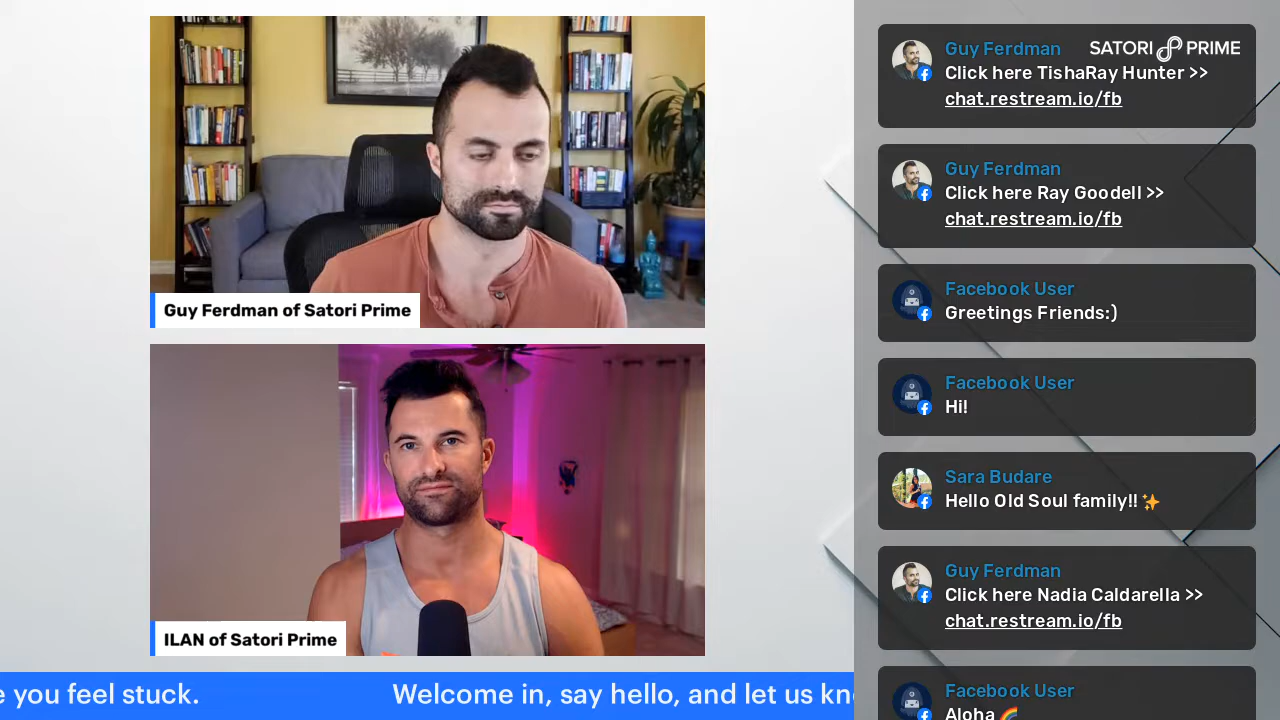 Guy Ferdman of Satori Prime
ILAN of Satori Prime
e you feel stuck.
Welcome in, say hello, and let us kn
SATORI PRIME
Guy Ferdman
Click here TishaRay Hunter >>
chat.restream.io/fb
Guy Ferdman
Click here Ray Goodell >>
chat.restream.io/fb
Facebook User
Greetings Friends:)
Facebook User
Hi!
Sara Budare
Hello Old Soul family!!✨
Guy Ferdman
Click here Nadia Caldarella >>
chat.restream.io/fb
Facebook User
Aloha 🌈